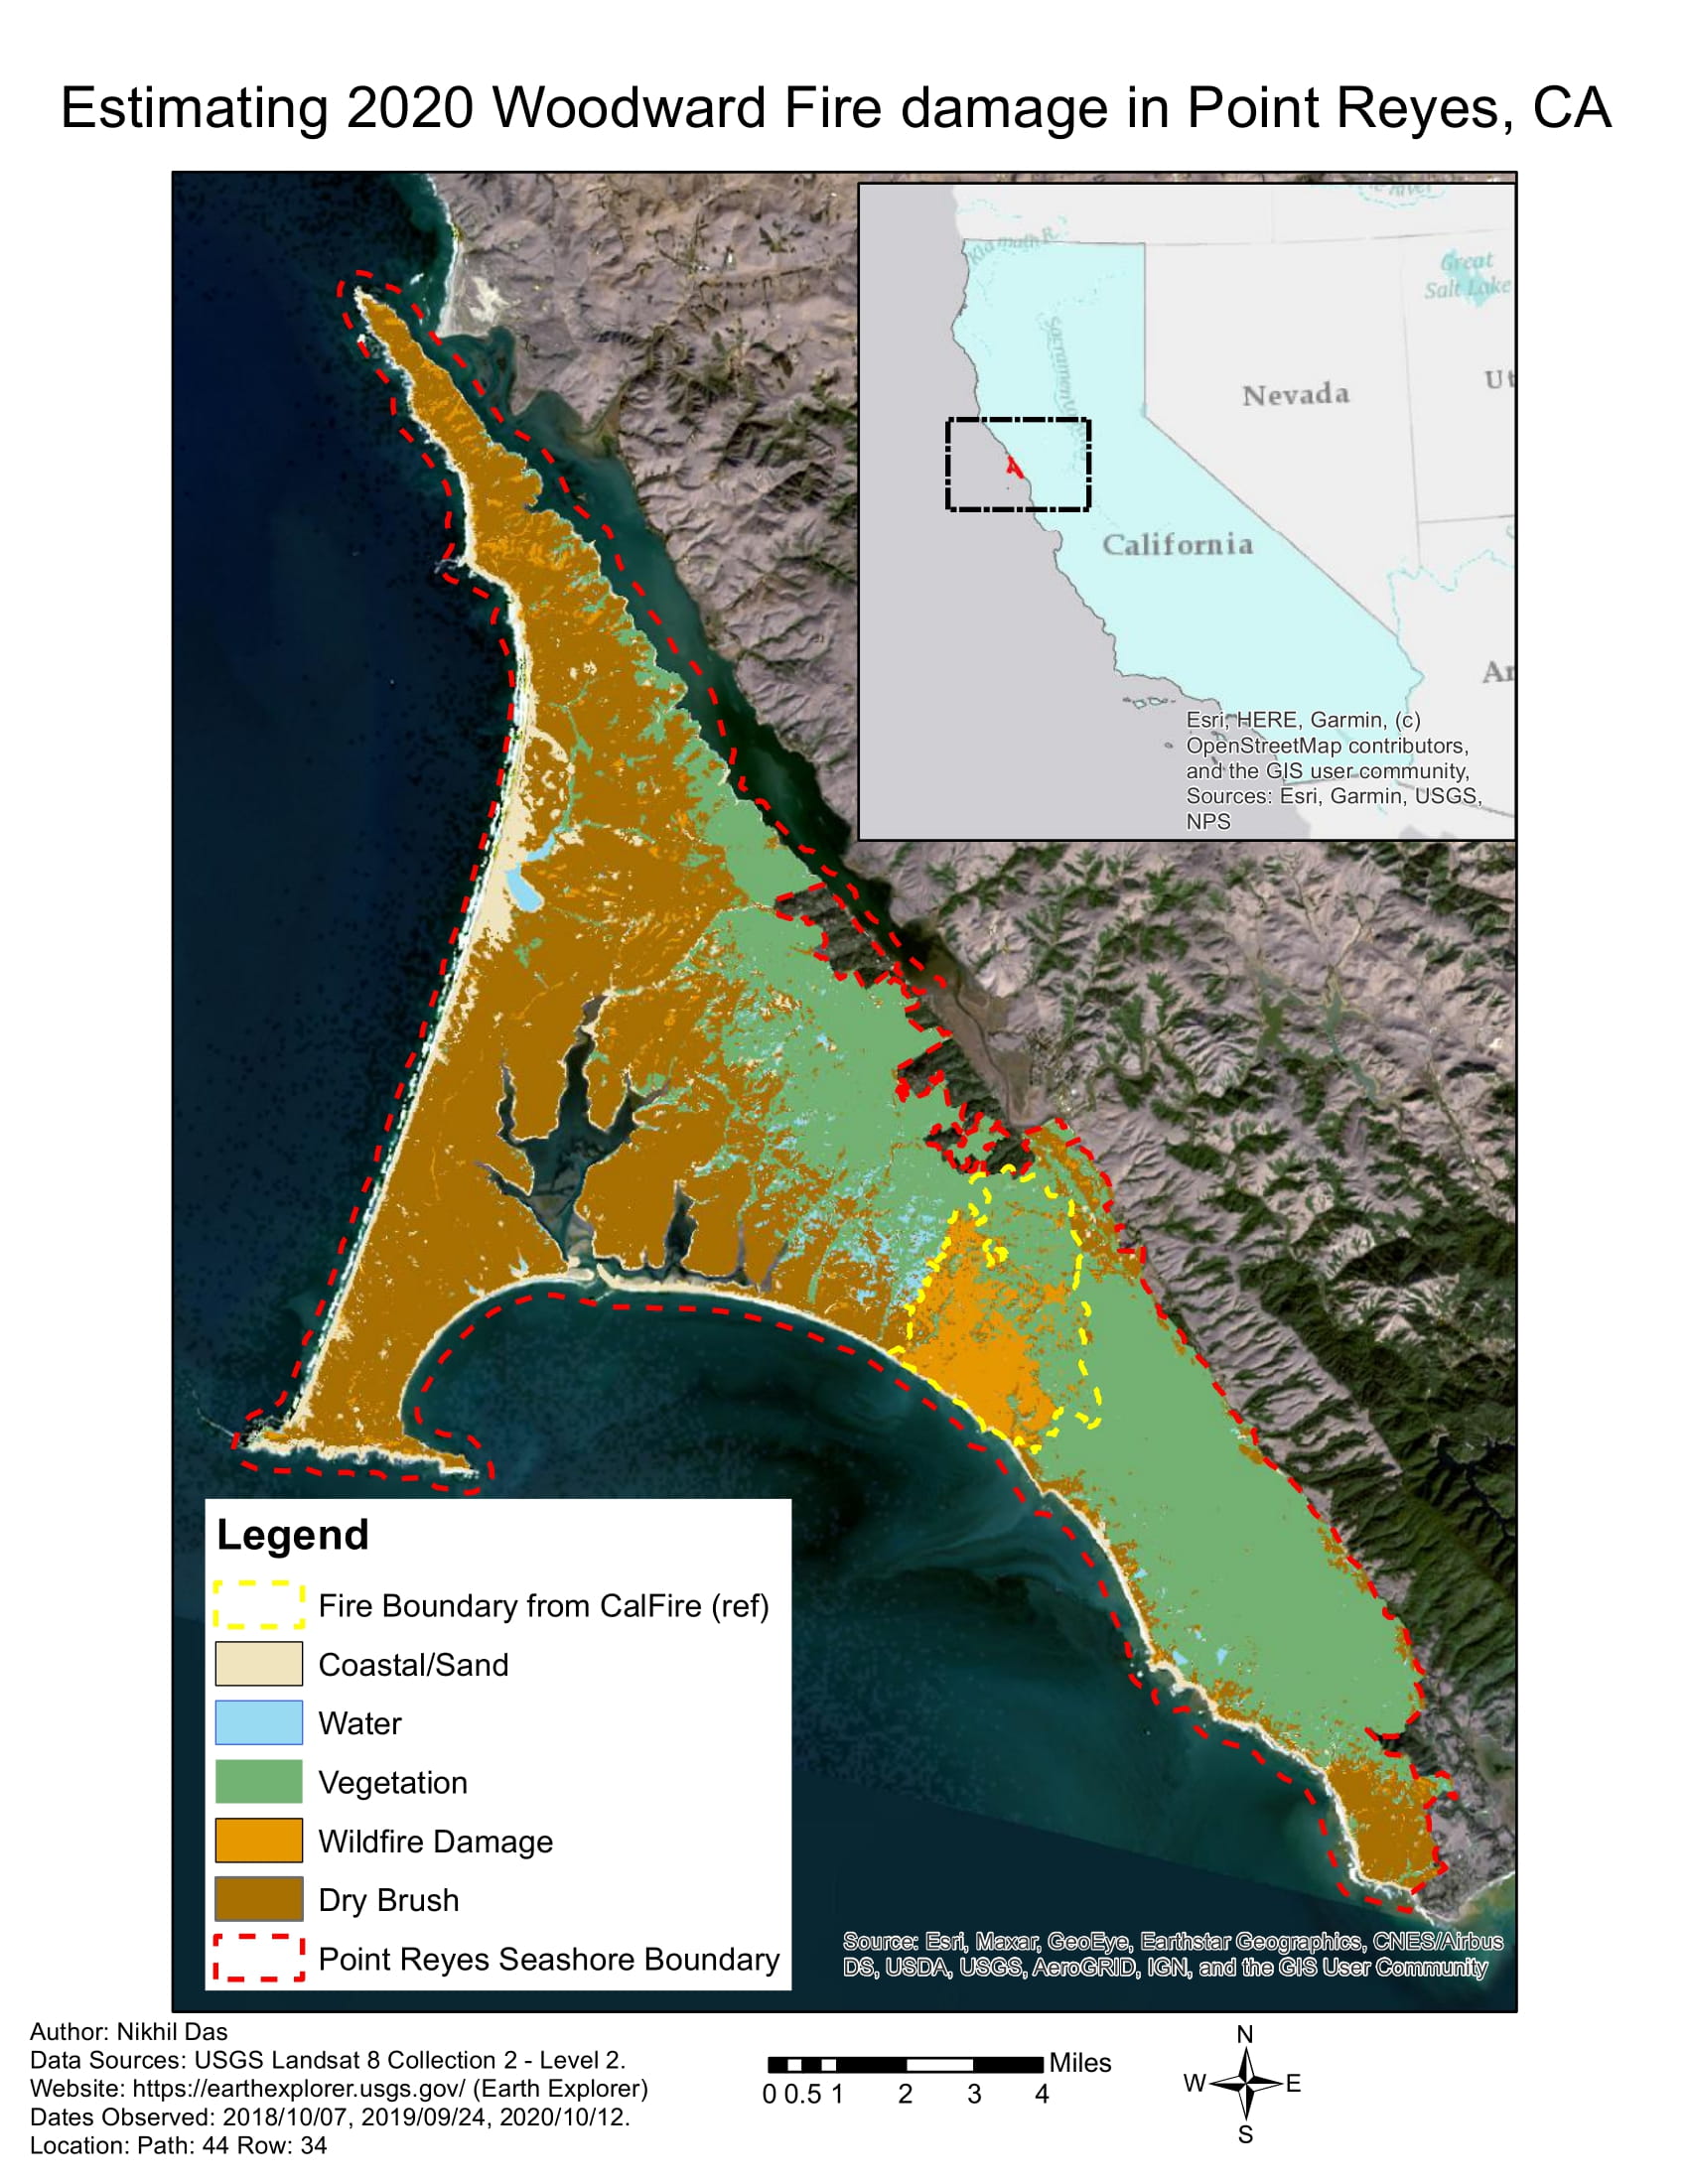 Estimating 2020 Woodward Fire damage in Point Reyes, CA
Klamath R.
Great
Salt Lake
Nevada
Ut
California
Ar
Esri, HERE, Garmin, (c)
OpenStreetMap contributors,
and the GIS user community,
Sources: Esri, Garmin, USGS,
NPS
Legend
Fire Boundary from CalFire (ref)
Coastal/Sand
Water
Vegetation
Wildfire Damage
Dry Brush
Point Reyes Seashore Boundary
Source: Esri, Maxar, GeoEye, Earthstar Geographics, CNES/Airbus
DS, USDA, USGS, AeroGRID, IGN, and the GIS User Community
Author: Nikhil Das
Data Sources: USGS Landsat 8 Collection 2 - Level 2.
Website: https://earthexplorer.usgs.gov/ (Earth Explorer)
Dates Observed: 2018/10/07, 2019/09/24, 2020/10/12.
Location: Path: 44 Row: 34
Miles
0 0.5 1 2 3 4
N
W E
S